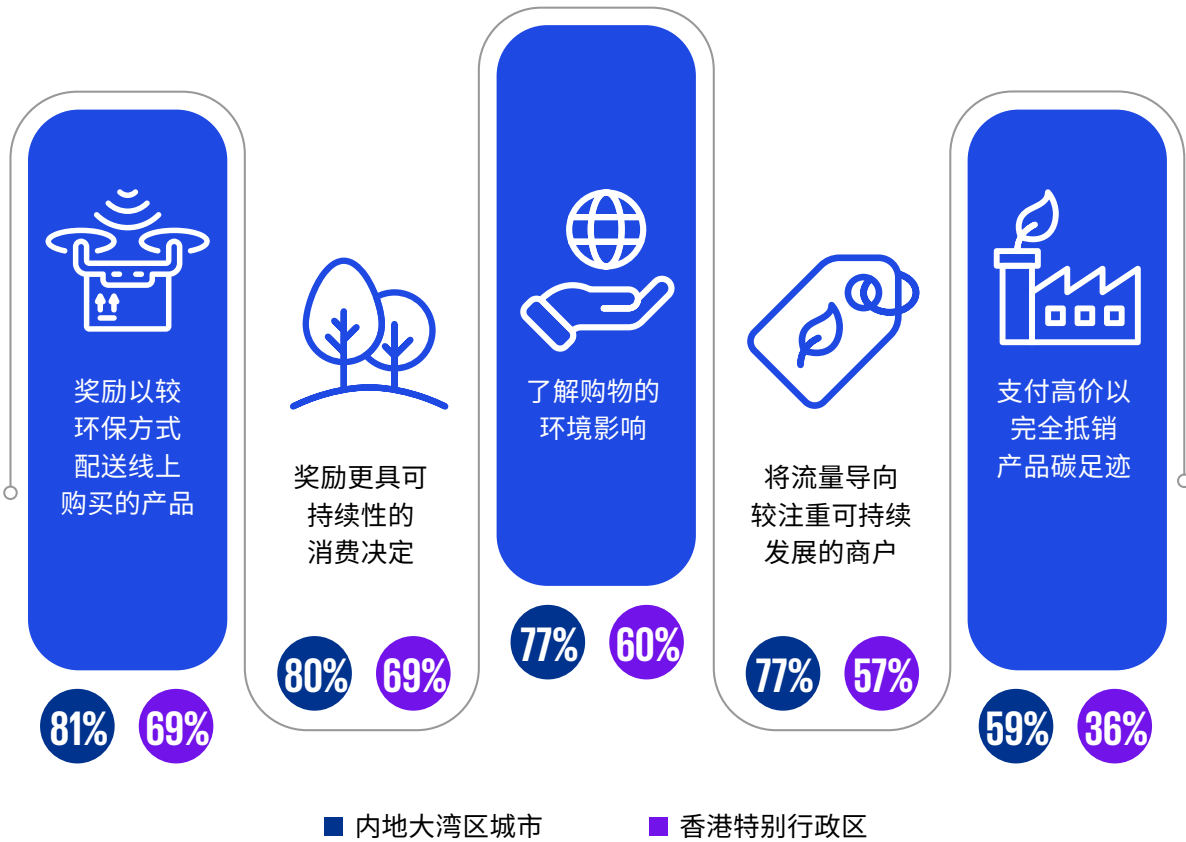 奖励以较
环保方式
配送线上
购买的产品
81%
69%
奖励更具可
持续性的
消费决定
80%
69%
了解购物的
环境影响
77%
60%
将流量导向
较注重可持续
发展的商户
77%
57%
支付高价以
完全抵销
产品碳足迹
59%
36%
内地大湾区城市
香港特别行政区